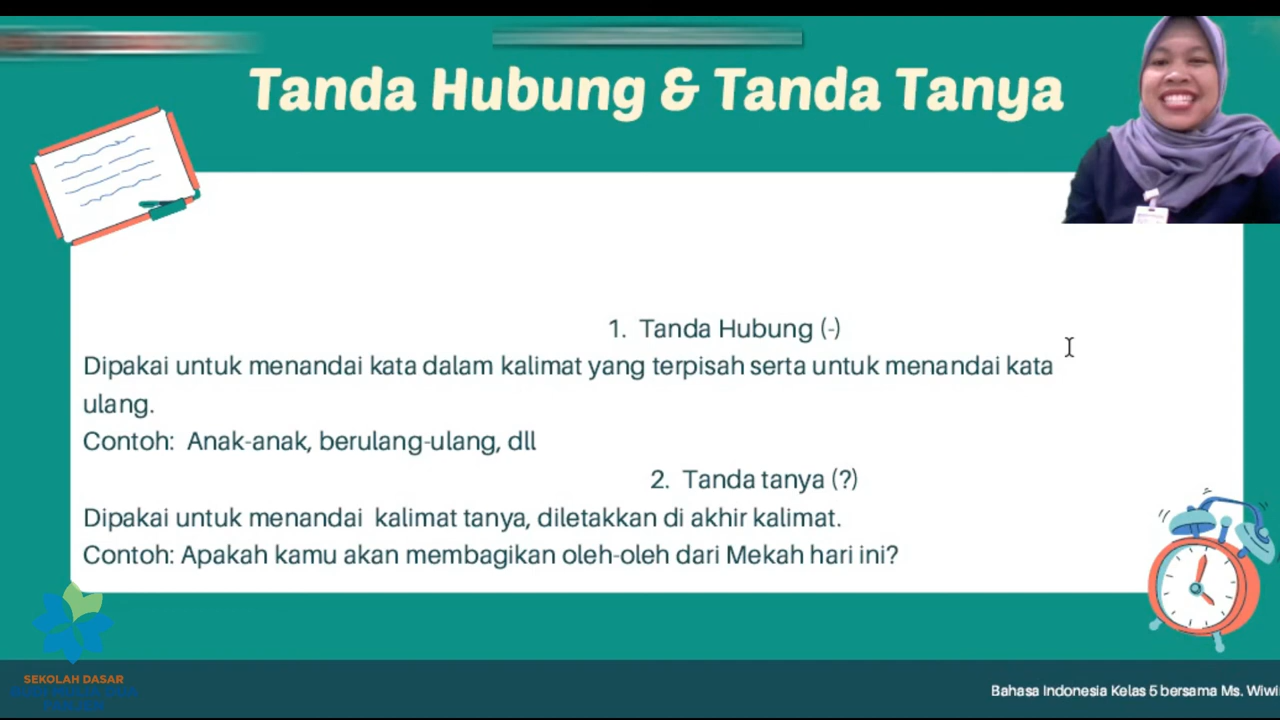 Tanda Hubung & Tanda Tanya
1. Tanda Hubung (-)
Dipakai untuk menandai kata dalam kalimat yang terpisah serta untuk menandai kata
ulang.
Contoh: Anak-anak, berulang-ulang, dll
2. Tanda tanya (?)
Dipakai untuk menandai kalimat tanya, diletakkan di akhir kalimat.
Contoh: Apakah kamu akan membagikan oleh-oleh dari Mekah hari ini?
SEKOLAH DASAR
Bahasa Indonesia Kelas 5 bersama Ms. Wiwi